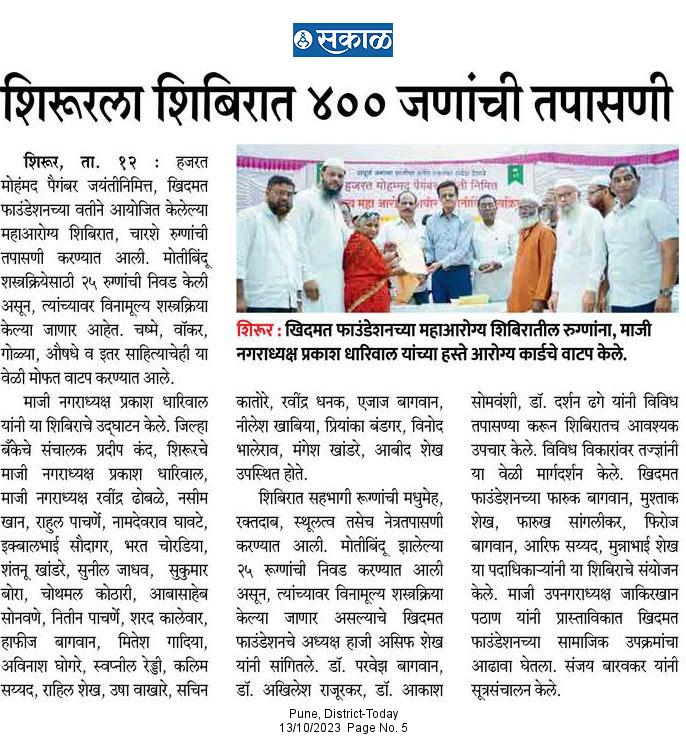 सकाळ
शिरूरला शिबिरात ४०० जणांची तपासणी
शिरूर, ता. १२ : हजरत
मोहंमद पैगंबर जयंतीनिमित्त, खिदमत
फाउंडेशनच्या वतीने आयोजित केलेल्या
महाआरोग्य शिबिरात, चारशे रुग्णांची
तपासणी करण्यात आली. मोतीबिंदू
शस्त्रक्रियेसाठी २५ रुग्णांची निवड केली
असून, त्यांच्यावर विनामूल्य शस्त्रक्रिया
केल्या जाणार आहेत. चष्मे, वॉकर,
गोळ्या, औषधे व इतर साहित्याचेही या
वेळी मोफत वाटप करण्यात आले.
माजी नगराध्यक्ष प्रकाश धारिवाल
यांनी या शिबिराचे उद्‌घाटन केले. जिल्हा
बँकेचे संचालक प्रदीप कंद, शिरूरचे
माजी नगराध्यक्ष प्रकाश धारिवाल,
माजी नगराध्यक्ष रवींद्र ढोबळे, नसीम
खान, राहुल पाचर्णे, नामदेवराव घावटे,
इक्बालभाई सौदागर, भरत चोरडिया,
शंतनू खांडरे, सुनील जाधव, सुकुमार
बोरा, चोथमल कोठारी, आबासाहेब
सोनवणे, नितीन पाचर्णे, शरद कालेवार,
हाफीज बागवान, मितेश गादिया,
अविनाश घोगरे, स्वप्नील रेड्डी, कलिम
सय्यद, राहिल शेख, उषा वाखारे, सचिन
हजरत मोहम्मद पैगंबर जयंती निमित्त
शिरूर : खिदमत फाउंडेशनच्या महाआरोग्य शिबिरातील रुग्णांना, माजी
नगराध्यक्ष प्रकाश धारिवाल यांच्या हस्ते आरोग्य कार्डचे वाटप केले.
कातोरे, रवींद्र धनक, एजाज बागवान,
नीलेश खाबिया, प्रियांका बंडगर, विनोद
भालेराव, मंगेश खांडरे, आबीद शेख
उपस्थित होते.
शिबिरात सहभागी रूग्णांची मधुमेह,
रक्तदाब, स्थूलत्व तसेच नेत्रतपासणी
करण्यात आली. मोतीबिंदू झालेल्या
२५ रूग्णांची निवड करण्यात आली
असून, त्यांच्यावर विनामूल्य शस्त्रक्रिया
केल्या जाणार असल्याचे खिदमत
फाउंडेशनचे अध्यक्ष हाजी असिफ शेख
यांनी सांगितले. डॉ. परवेझ बागवान,
डॉ. अखिलेश राजूरकर, डॉ. आकाश
सोमवंशी, डॉ. दर्शन ढगे यांनी विविध
तपासण्या करून शिबिरातच आवश्यक
उपचार केले. विविध विकारांवर तज्ज्ञांनी
या वेळी मार्गदर्शन केले. खिदमत
फाउंडेशनच्या फारुक बागवान, मुश्ताक
शेख, फारुख सांगलीकर, फिरोज
बागवान, आरिफ सय्यद, मुन्नाभाई शेख
या पदाधिकाऱ्यांनी या शिबिराचे संयोजन
केले. माजी उपनगराध्यक्ष जाकिरखान
पठाण यांनी प्रास्ताविकात खिदमत
फाउंडेशनच्या सामाजिक उपक्रमांचा
आढावा घेतला. संजय बारवकर यांनी
सूत्रसंचालन केले.
Pune, District-Today
13/10/2023 Page No. 5